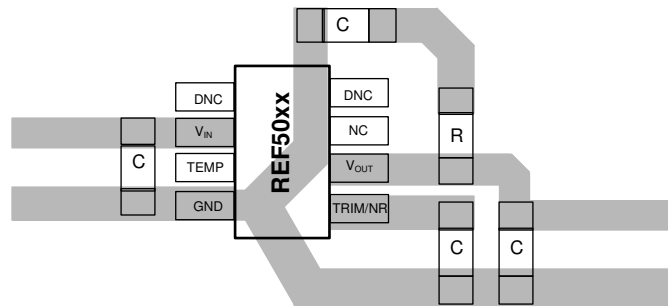 C
DNC
DNC
V_IN
NC
R
C
TEMP
V_OUT
GND
TRIM/NR
C
C
REF50xx